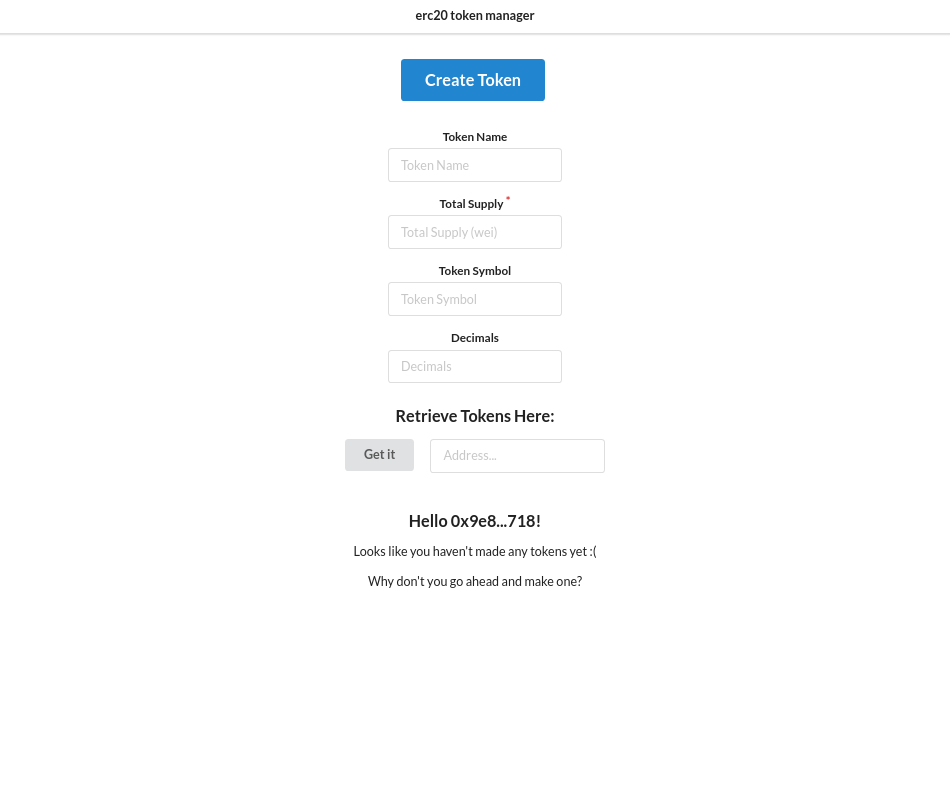 erc20 token manager
Create Token
Token Name
Token Name
Total Supply *
Total Supply (wei)
Token Symbol
Token Symbol
Decimals
Decimals
Retrieve Tokens Here:
Get it
Address...
Hello 0x9e8...718!
Looks like you haven't made any tokens yet :(
Why don't you go ahead and make one?